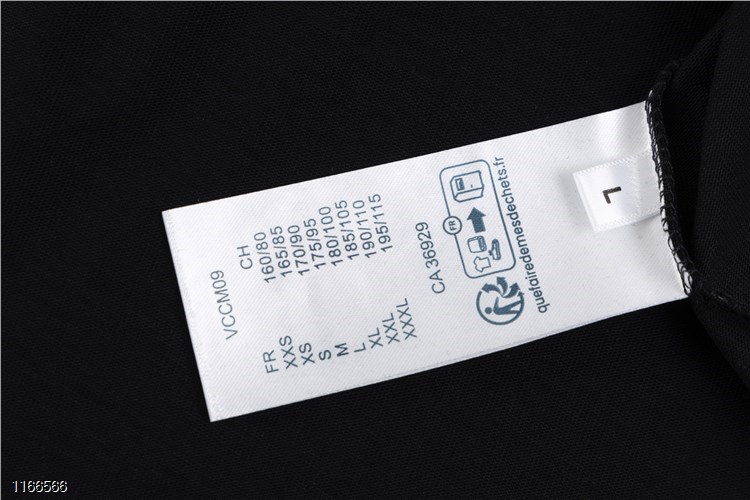 VCCM09
FR CH
XXS 160/80
XS 165/85
S 170/90
M 175/95
L 180/100
XL 185/105
XXL 190/110
XXXL 195/115
CA 36929
FR
quefairedemesdechets.fr
L
1166566